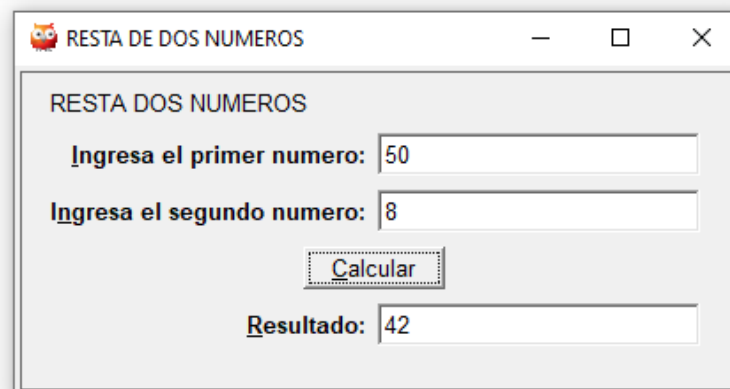 RESTA DE DOS NUMEROS
RESTA DOS NUMEROS
Ingresa el primer numero: 50
Ingresa el segundo numero: 8
Calcular
Resultado: 42